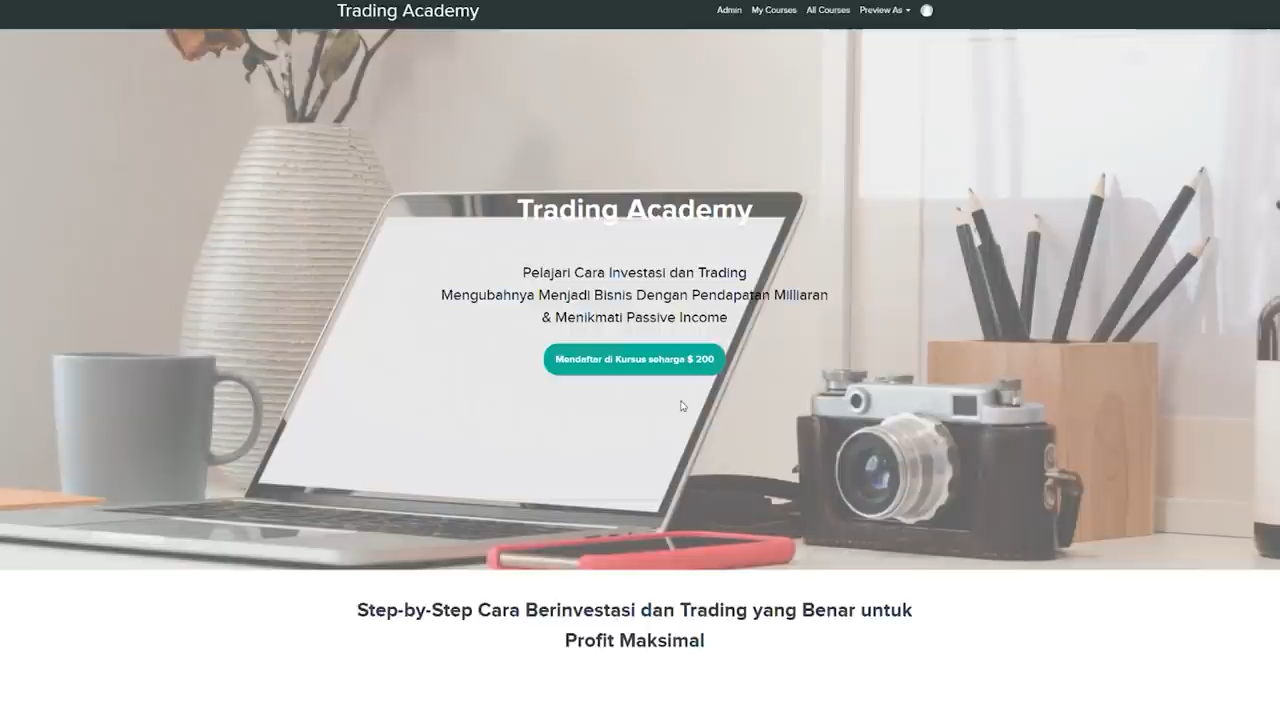 Trading Academy
Admin My Courses All Courses Preview As
Trading Academy
Pelajari Cara Investasi dan Trading
Mengubahnya Menjadi Bisnis Dengan Pendapatan Milliaran
& Menikmati Passive Income
Mendaftar di Kursus seharga $ 200
Step-by-Step Cara Berinvestasi dan Trading yang Benar untuk
Profit Maksimal